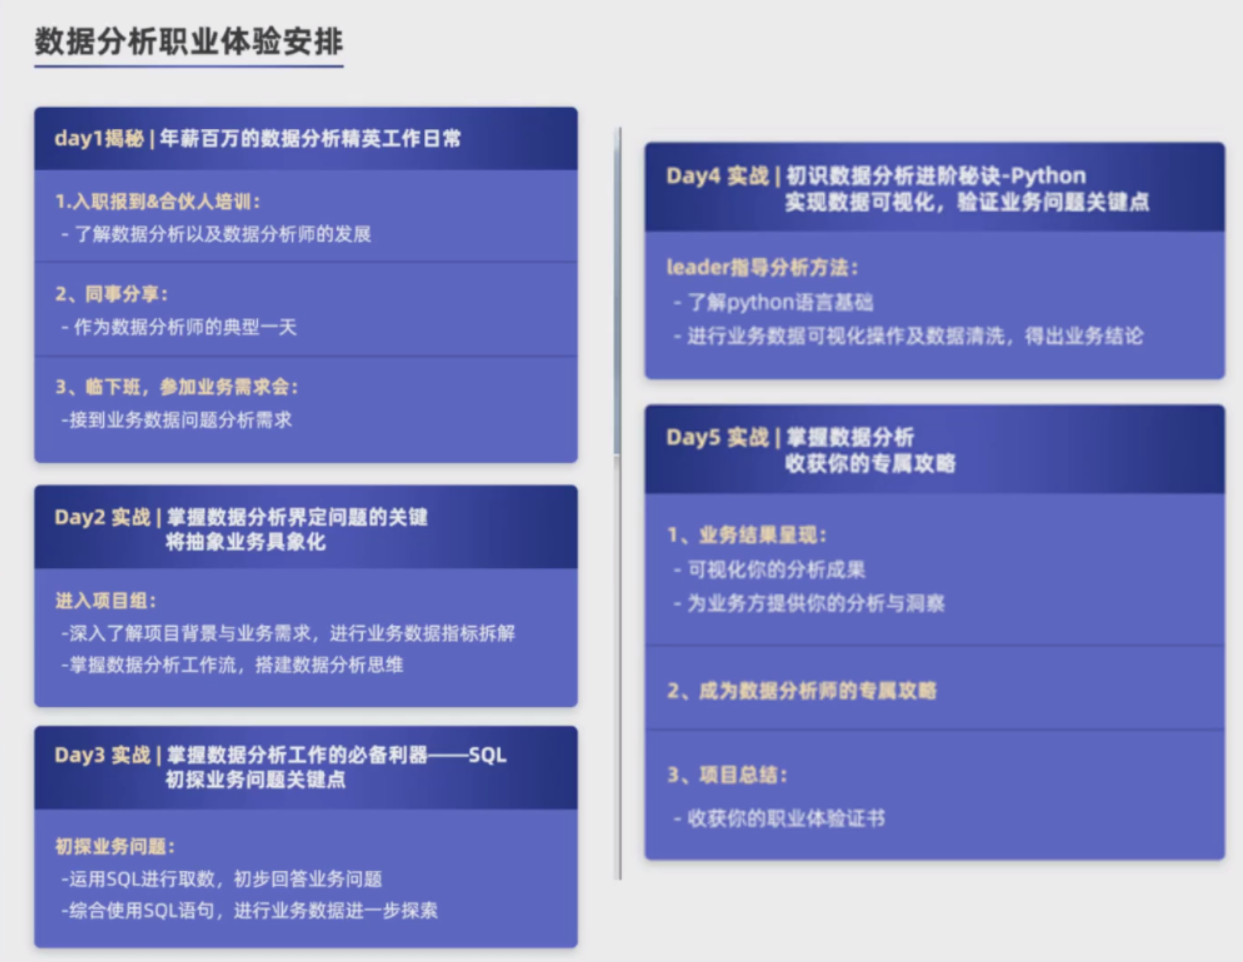 数据分析职业体验安排
day1揭秘 | 年薪百万的数据分析精英工作日常
1.入职报到&合伙人培训：
- 了解数据分析以及数据分析师的发展
2、同事分享：
- 作为数据分析师的典型一天
3、临下班，参加业务需求会：
-接到业务数据问题分析需求
Day2 实战 | 掌握数据分析界定问题的关键
将抽象业务具象化
进入项目组：
-深入了解项目背景与业务需求，进行业务数据指标拆解
-掌握数据分析工作流，搭建数据分析思维
Day3 实战 | 掌握数据分析工作的必备利器——SQL
初探业务问题关键点
初探业务问题：
-运用SQL进行取数，初步回答业务问题
-综合使用SQL语句，进行业务数据进一步探索
Day4 实战 | 初识数据分析进阶秘诀-Python
实现数据可视化，验证业务问题关键点
leader指导分析方法：
- 了解python语言基础
- 进行业务数据可视化操作及数据清洗，得出业务结论
Day5 实战 | 掌握数据分析
收获你的专属攻略
1、业务结果呈现：
- 可视化你的分析成果
- 为业务方提供你的分析与洞察
2、成为数据分析师的专属攻略
3、项目总结：
- 收获你的职业体验证书